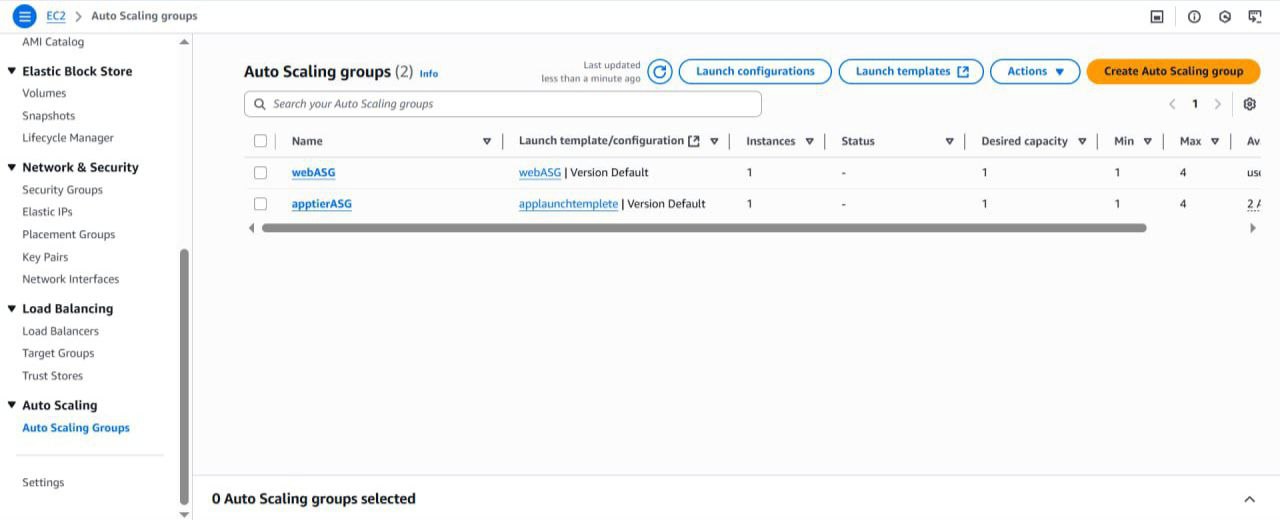 EC2 > Auto Scaling groups
AMI Catalog
Elastic Block Store
Volumes
Snapshots
Lifecycle Manager
Network & Security
Security Groups
Elastic IPs
Placement Groups
Key Pairs
Network Interfaces
Load Balancing
Load Balancers
Target Groups
Trust Stores
Auto Scaling
Auto Scaling Groups
Settings
Auto Scaling groups (2) Info
Last updated
less than a minute ago
Launch configurations
Launch templates
Actions
Create Auto Scaling group
Search your Auto Scaling groups
1
Name Launch template/configuration Instances Status Desired capacity Min Max Av
webASG webASG | Version Default 1 - 1 1 4
apptierASG applaunchtemplete | Version Default 1 - 1 1 4
0 Auto Scaling groups selected